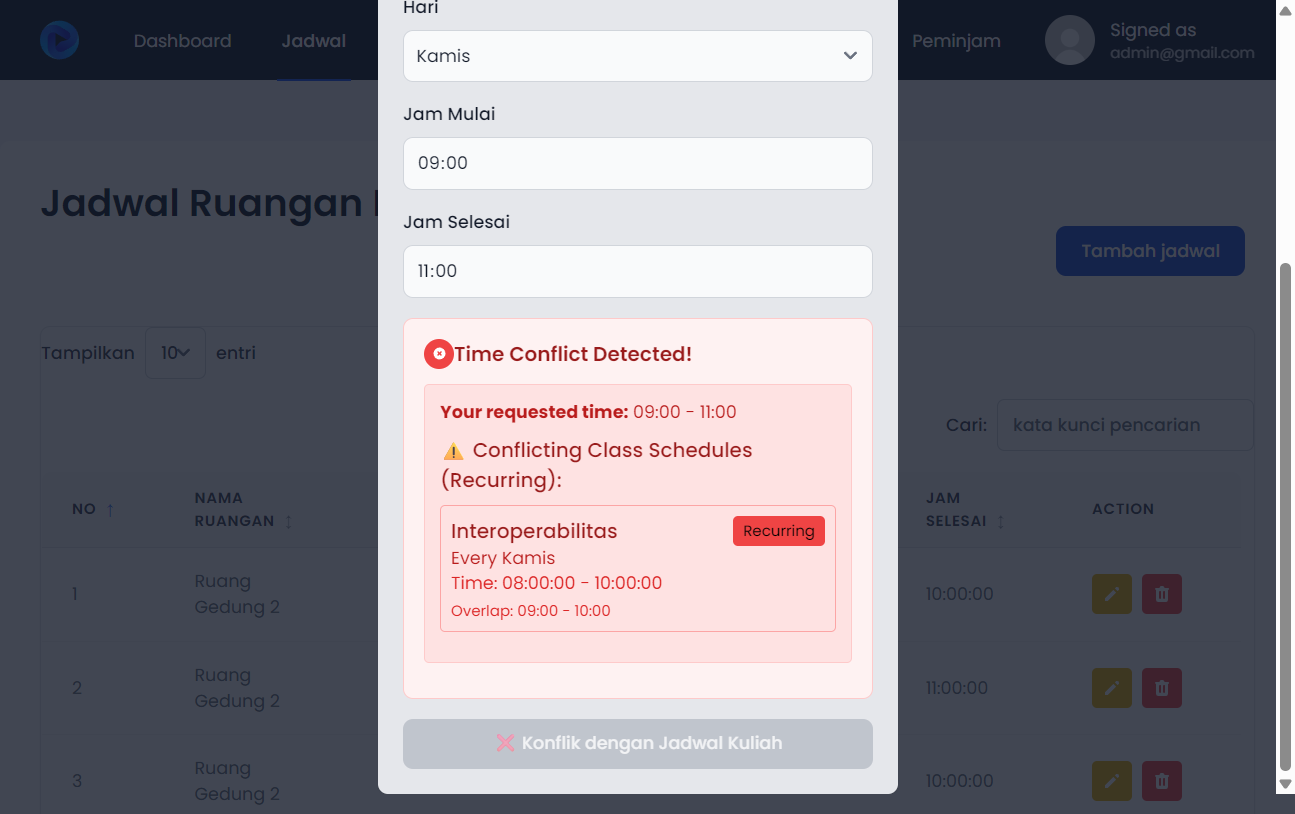 Hari
Dashboard
Jadwal
Peminjam
Signed as
admin@gmail.com
Kamis
Jam Mulai
09:00
Jadwal Ruangan
Jam Selesai
Tambah jadwal
11:00
Tampilkan 10 entri
Time Conflict Detected!
Your requested time: 09:00 - 11:00
Cari: kata kunci pencarian
⚠️ Conflicting Class Schedules
(Recurring):
NO ↑
NAMA
RUANGAN ↕
JAM
SELESAI ↕
ACTION
Interoperabilitas
Recurring
Every Kamis
Time: 08:00:00 - 10:00:00
Overlap: 09:00 - 10:00
1
Ruang
Gedung 2
10:00:00
2
Ruang
Gedung 2
11:00:00
❌ Konflik dengan Jadwal Kuliah
3
Ruang
Gedung 2
10:00:00